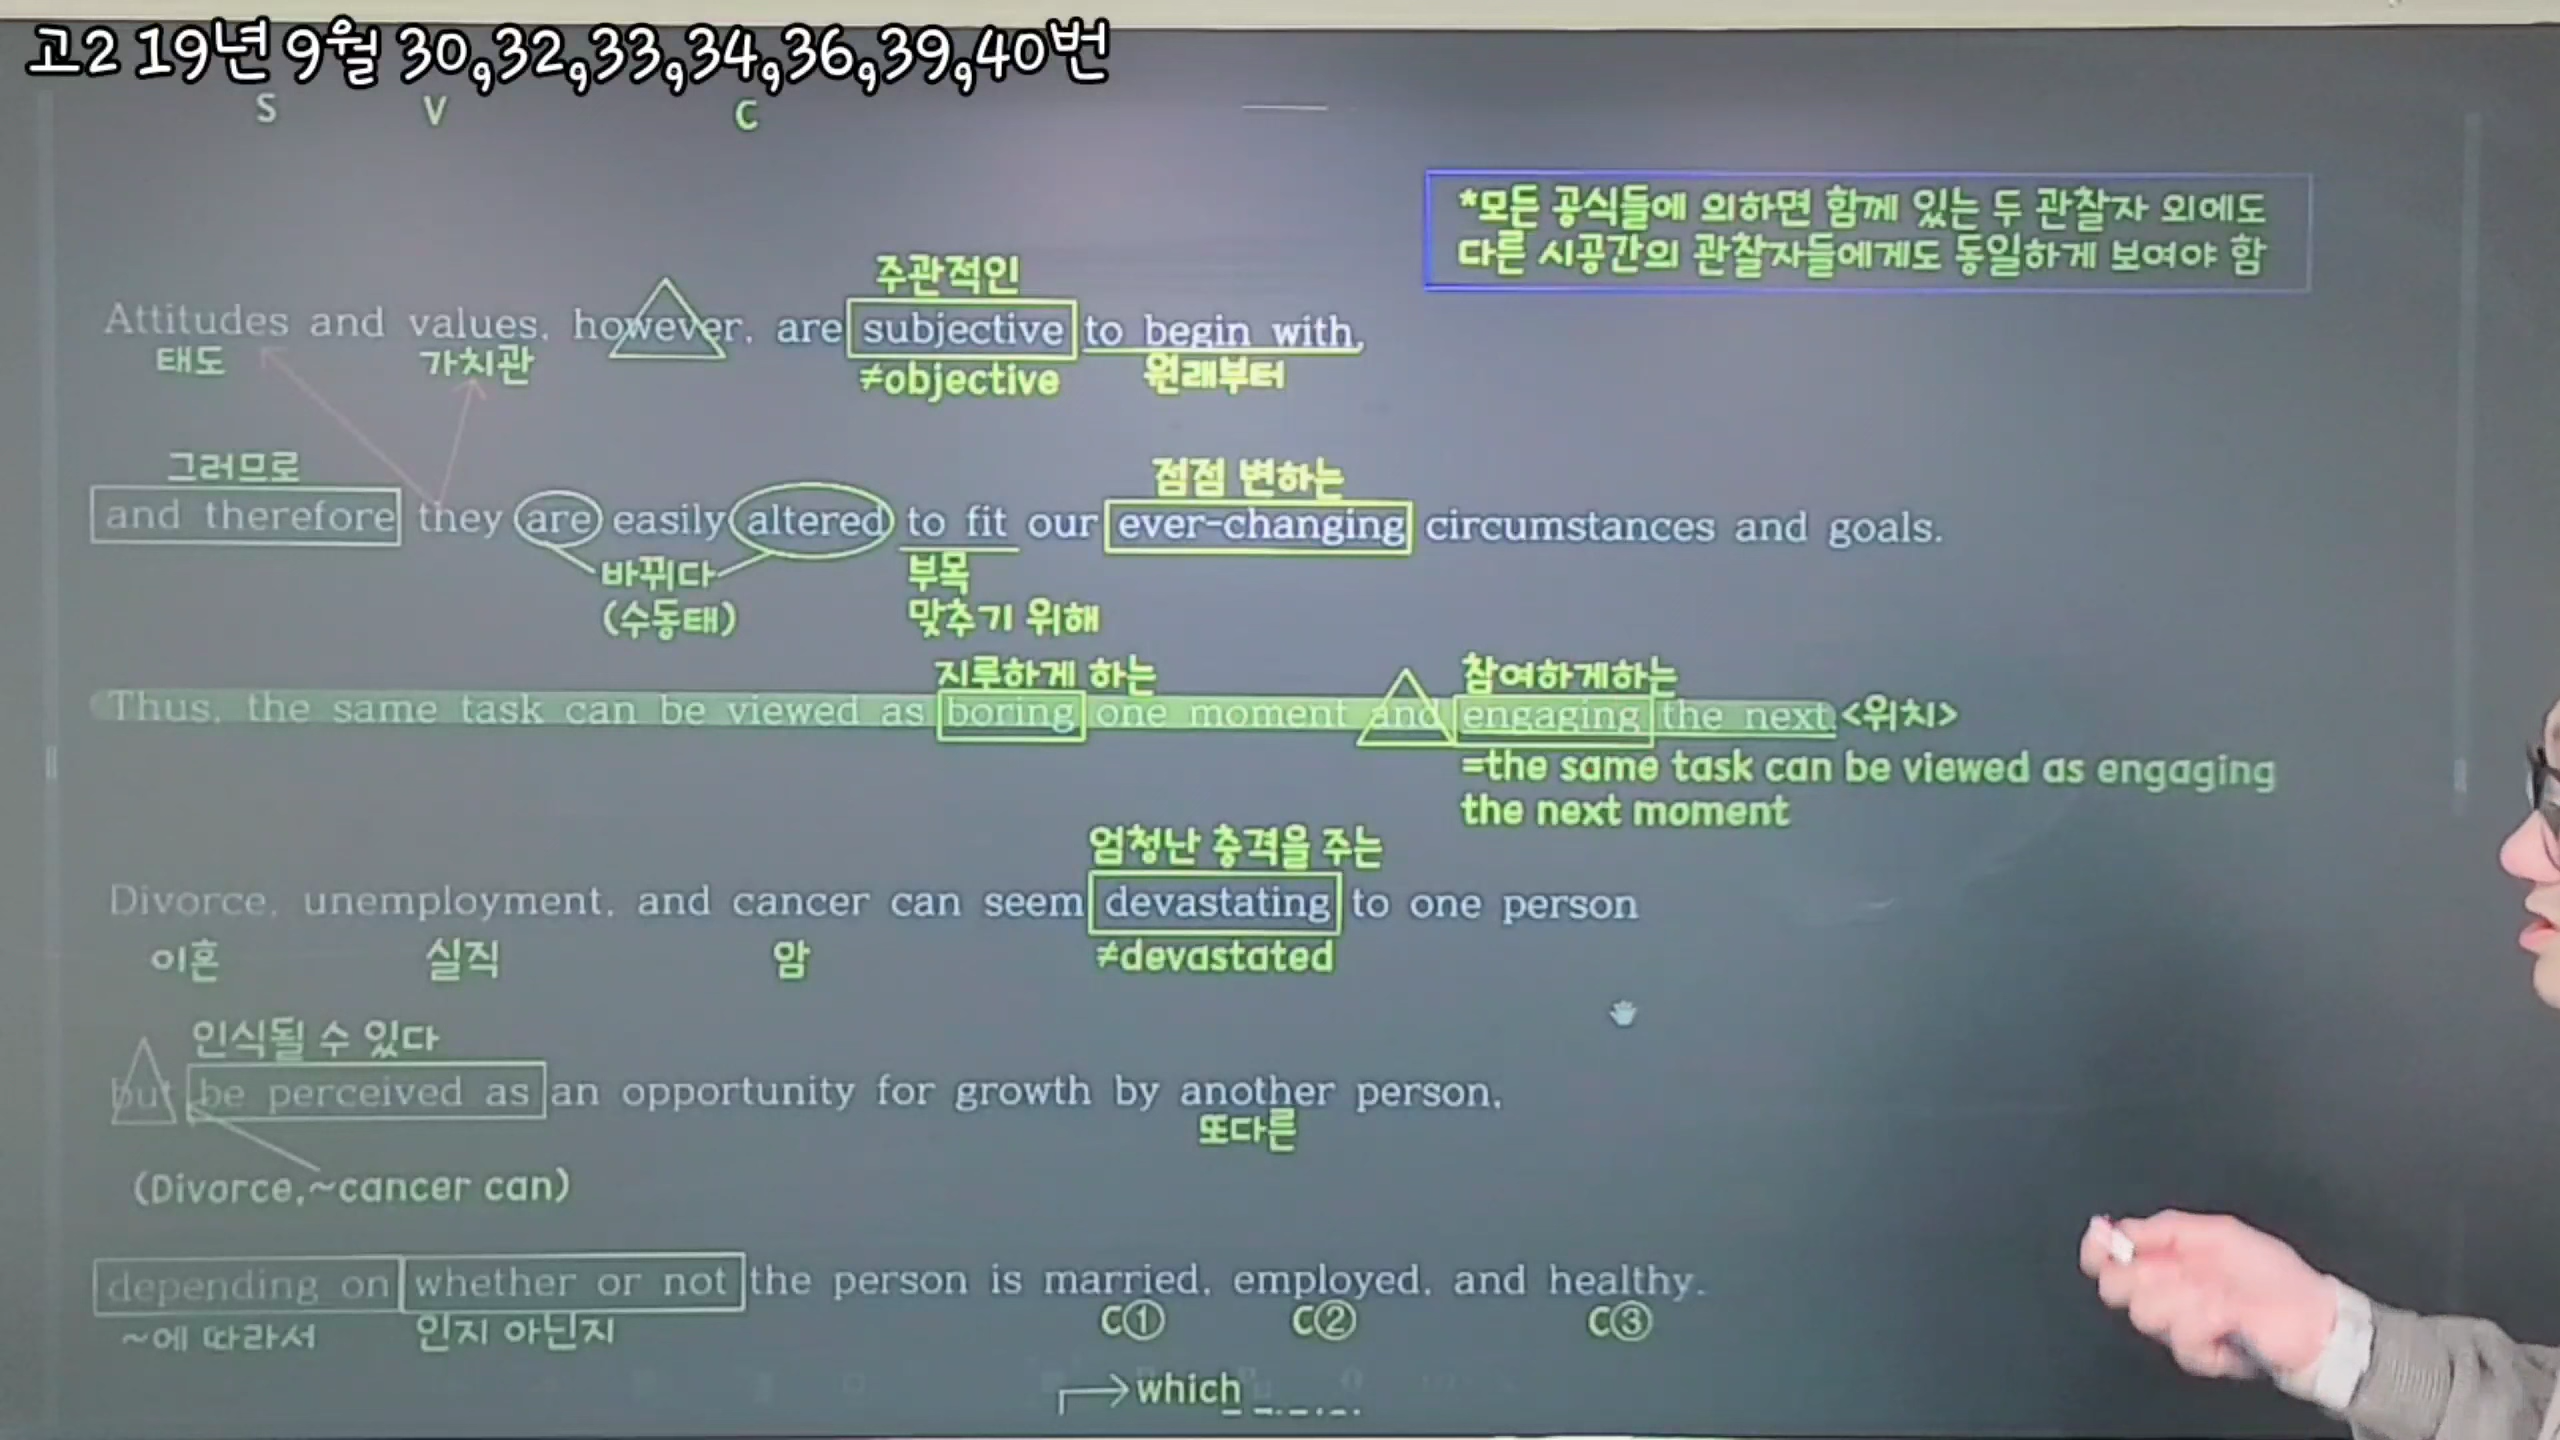 고2 19년 9월 30,32,33,34,36,39,40번
S V C
*모든 공식들에 의하면 함께 있는 두 관찰자 외에도
다른 시공간의 관찰자들에게도 동일하게 보여야 함
주관적인
Attitudes and values, however, are subjective to begin with,
태도 가치관 ≠objective 원래부터
그러므로 점점 변하는
and therefore they are easily altered to fit our ever-changing circumstances and goals.
바뀌다 부목
(수동태) 맞추기 위해
지루하게 하는 참여하게하는
Thus, the same task can be viewed as boring one moment and engaging the next. <위치>
=the same task can be viewed as engaging
the next moment
엄청난 충격을 주는
Divorce, unemployment, and cancer can seem devastating to one person
이혼 실직 암 ≠devastated
인식될 수 있다
but be perceived as an opportunity for growth by another person,
또다른
(Divorce,~cancer can)
depending on whether or not the person is married, employed, and healthy.
~에 따라서 인지 아닌지 C① C② C③
which